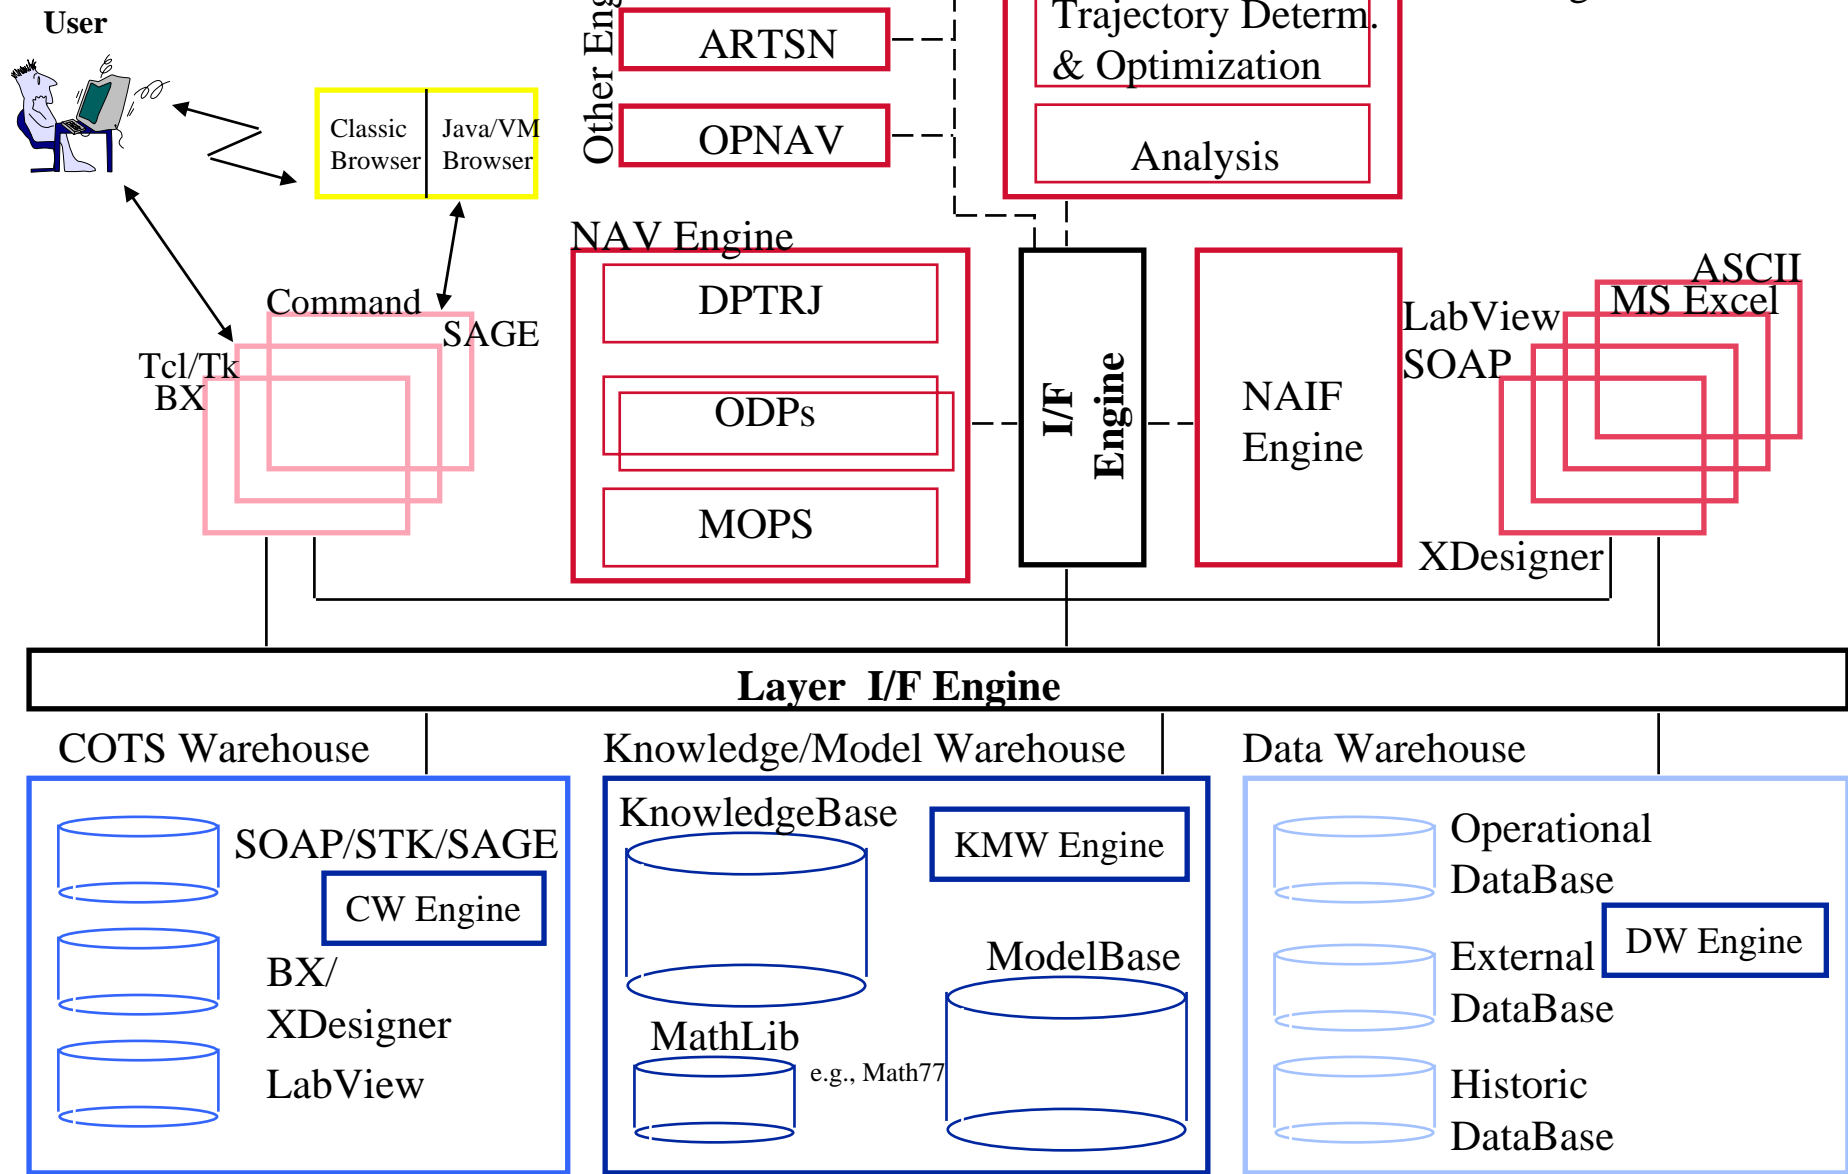 User
Other Eng
ARTSN
OPNAV
Trajectory Determ.
& Optimization
Analysis
Classic
Browser
Java/VM
Browser
NAV Engine
DPTRJ
ODPs
MOPS
I/F
Engine
NAIF
Engine
Command
SAGE
Tcl/Tk
BX
ASCII
MS Excel
LabView
SOAP
XDesigner
Layer I/F Engine
COTS Warehouse
SOAP/STK/SAGE
CW Engine
BX/
XDesigner
LabView
Knowledge/Model Warehouse
KnowledgeBase
KMW Engine
ModelBase
MathLib
e.g., Math77
Data Warehouse
Operational
DataBase
DW Engine
External
DataBase
Historic
DataBase